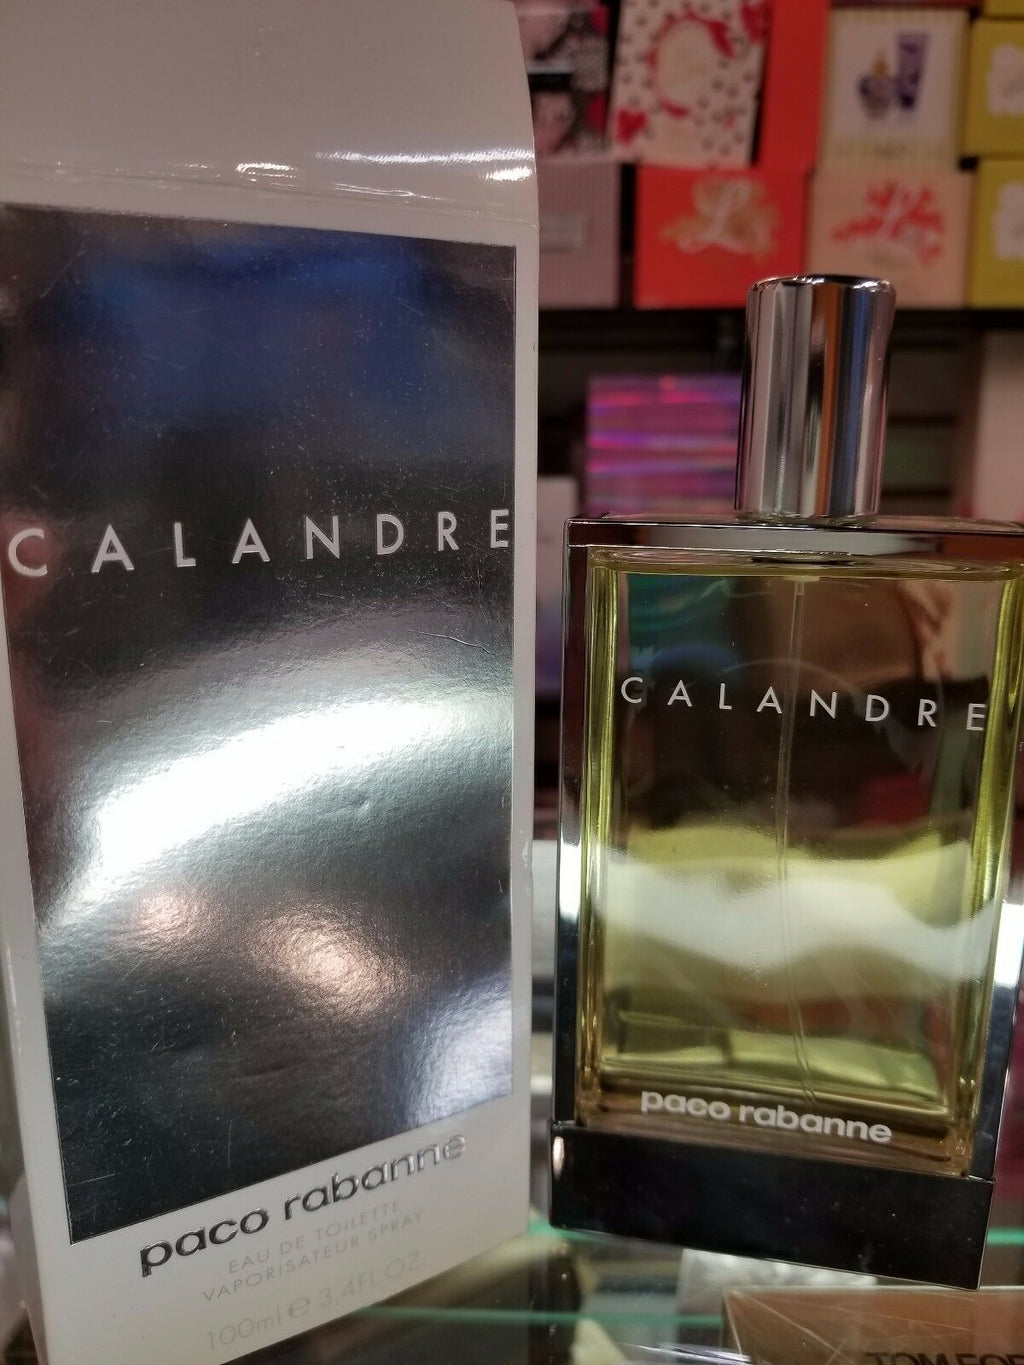 CALANDRE
paco rabanne
EAU DE TOILETTE
VAPORISATEUR SPRAY
100ml e 3,4FL.OZ.
CALANDRE
paco rabanne